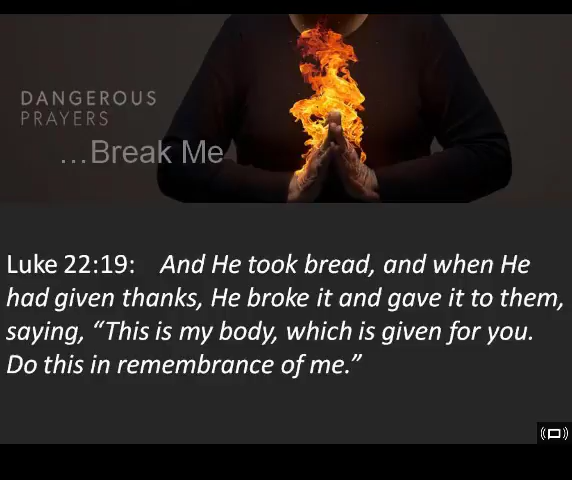 DANGEROUS
PRAYERS
...Break Me
Luke 22:19: And He took bread, and when He
had given thanks, He broke it and gave it to them,
saying, “This is my body, which is given for you.
Do this in remembrance of me.”